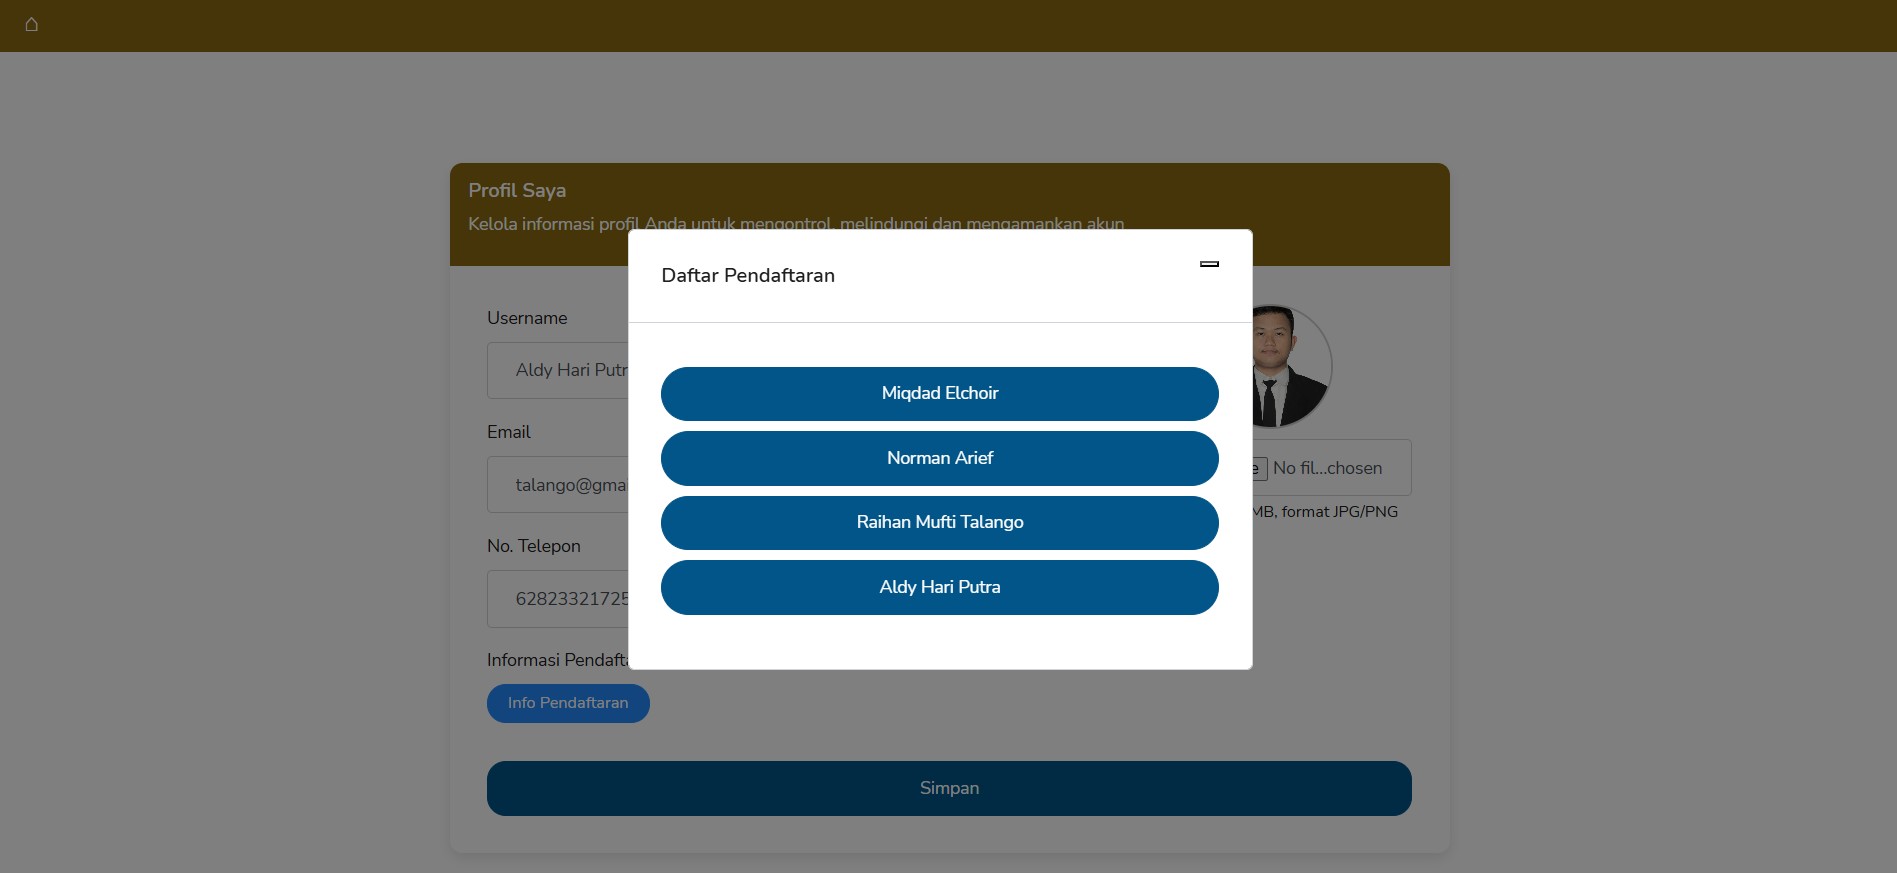 Profil Saya
Kelola informasi profil Anda untuk mengontrol, melindungi dan mengamankan akun
Daftar Pendaftaran
Username
Aldy Hari Putr
Miqdad Elchoir
Email
Norman Arief
No fil...chosen
talango@gma
MB, format JPG/PNG
Raihan Mufti Talango
No. Telepon
Aldy Hari Putra
62823321725
Informasi Pendafta
Info Pendaftaran
Simpan